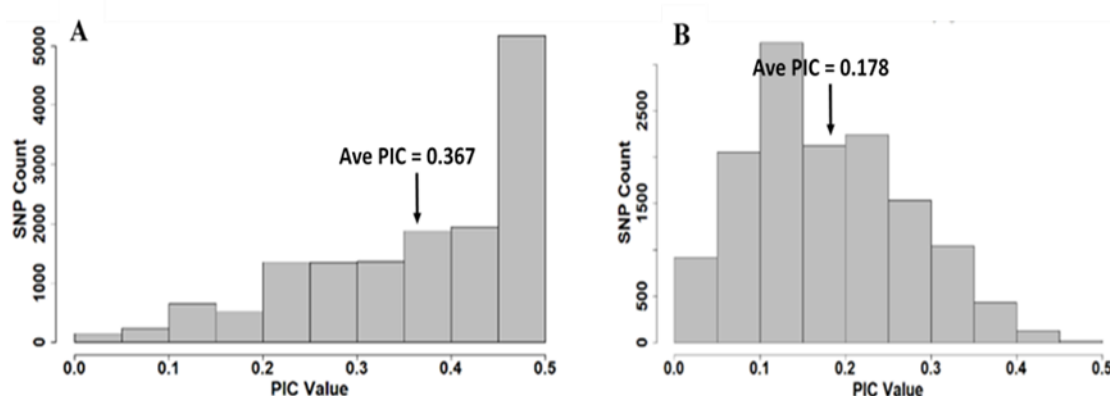 A
Ave PIC = 0.367
SNP Count
0
1000
2000
3000
4000
5000
0.0 0.1 0.2 0.3 0.4 0.5
PIC Value
B
Ave PIC = 0.178
SNP Count
0
500
1500
2500
0.0 0.1 0.2 0.3 0.4 0.5
PIC Value